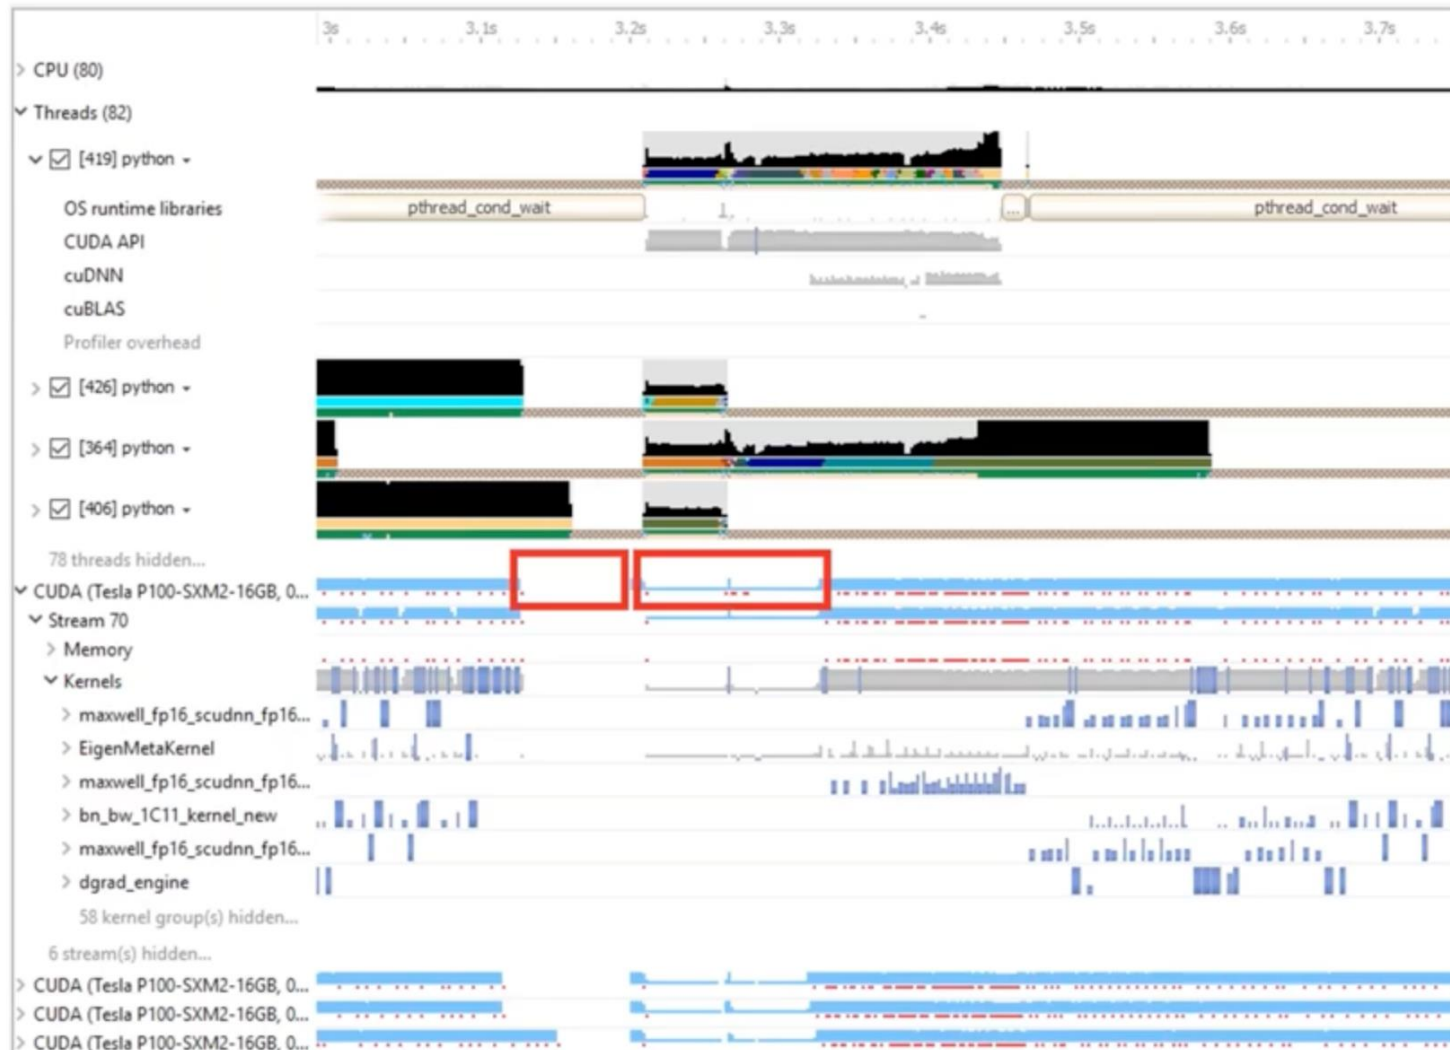 3s 3.1s 3.2s 3.3s 3.4s 3.5s 3.6s 3.7s
CPU (80)
Threads (82)
[419] python
OS runtime libraries pthread_cond_wait ... pthread_cond_wait
CUDA API
cuDNN
cuBLAS
Profiler overhead
[426] python
[364] python
[406] python
78 threads hidden...
CUDA (Tesla P100-SXM2-16GB, 0...
Stream 70
Memory
Kernels
maxwell_fp16_scudnn_fp16...
EigenMetaKernel
maxwell_fp16_scudnn_fp16...
bn_bw_1C11_kernel_new
maxwell_fp16_scudnn_fp16...
dgrad_engine
58 kernel group(s) hidden...
6 stream(s) hidden...
CUDA (Tesla P100-SXM2-16GB, 0...
CUDA (Tesla P100-SXM2-16GB, 0...
CUDA (Tesla P100-SXM2-16GB, 0...